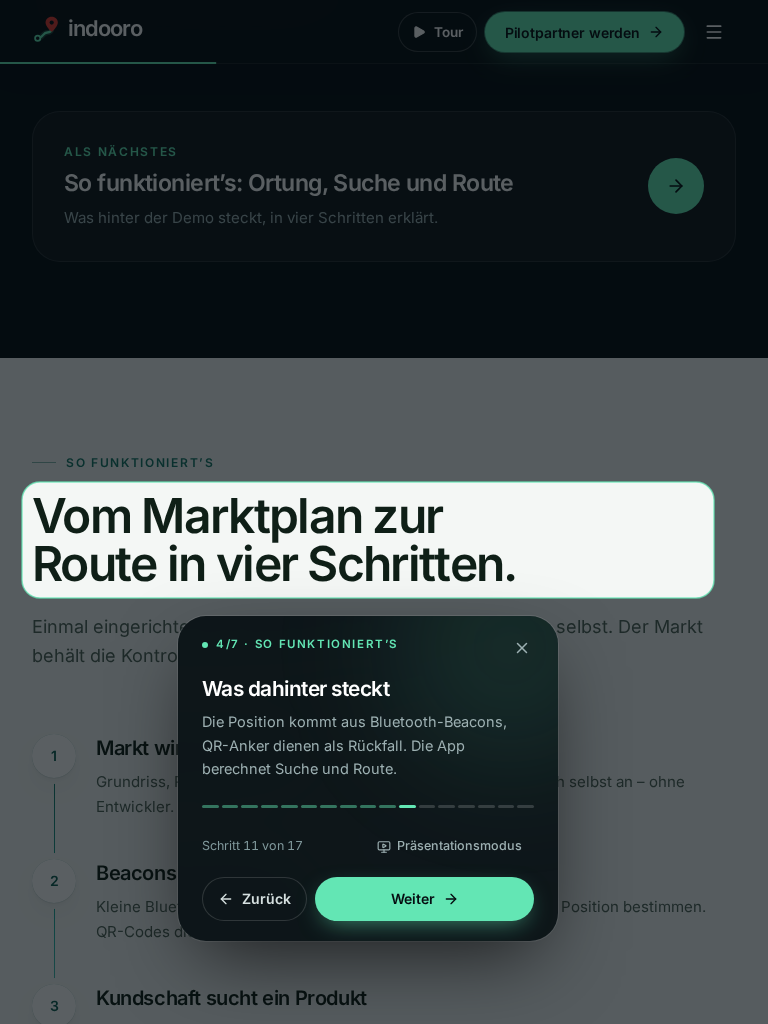 indooro
Tour
Pilotpartner werden
ALS NÄCHSTES
So funktioniert’s: Ortung, Suche und Route
Was hinter der Demo steckt, in vier Schritten erklärt.
SO FUNKTIONIERT’S
Vom Marktplan zur
Route in vier Schritten.
Einmal eingerichte selbst. Der Markt
behält die Kontro
4/7 · SO FUNKTIONIERT’S
Was dahinter steckt
Die Position kommt aus Bluetooth-Beacons,
QR-Anker dienen als Rückfall. Die App
berechnet Suche und Route.
Schritt 11 von 17
Präsentationsmodus
Zurück
Weiter
1
Markt wi
Grundriss, selbst an – ohne
Entwickler.
2
Beacons
Kleine Blue Position bestimmen.
QR-Codes di
3
Kundschaft sucht ein Produkt